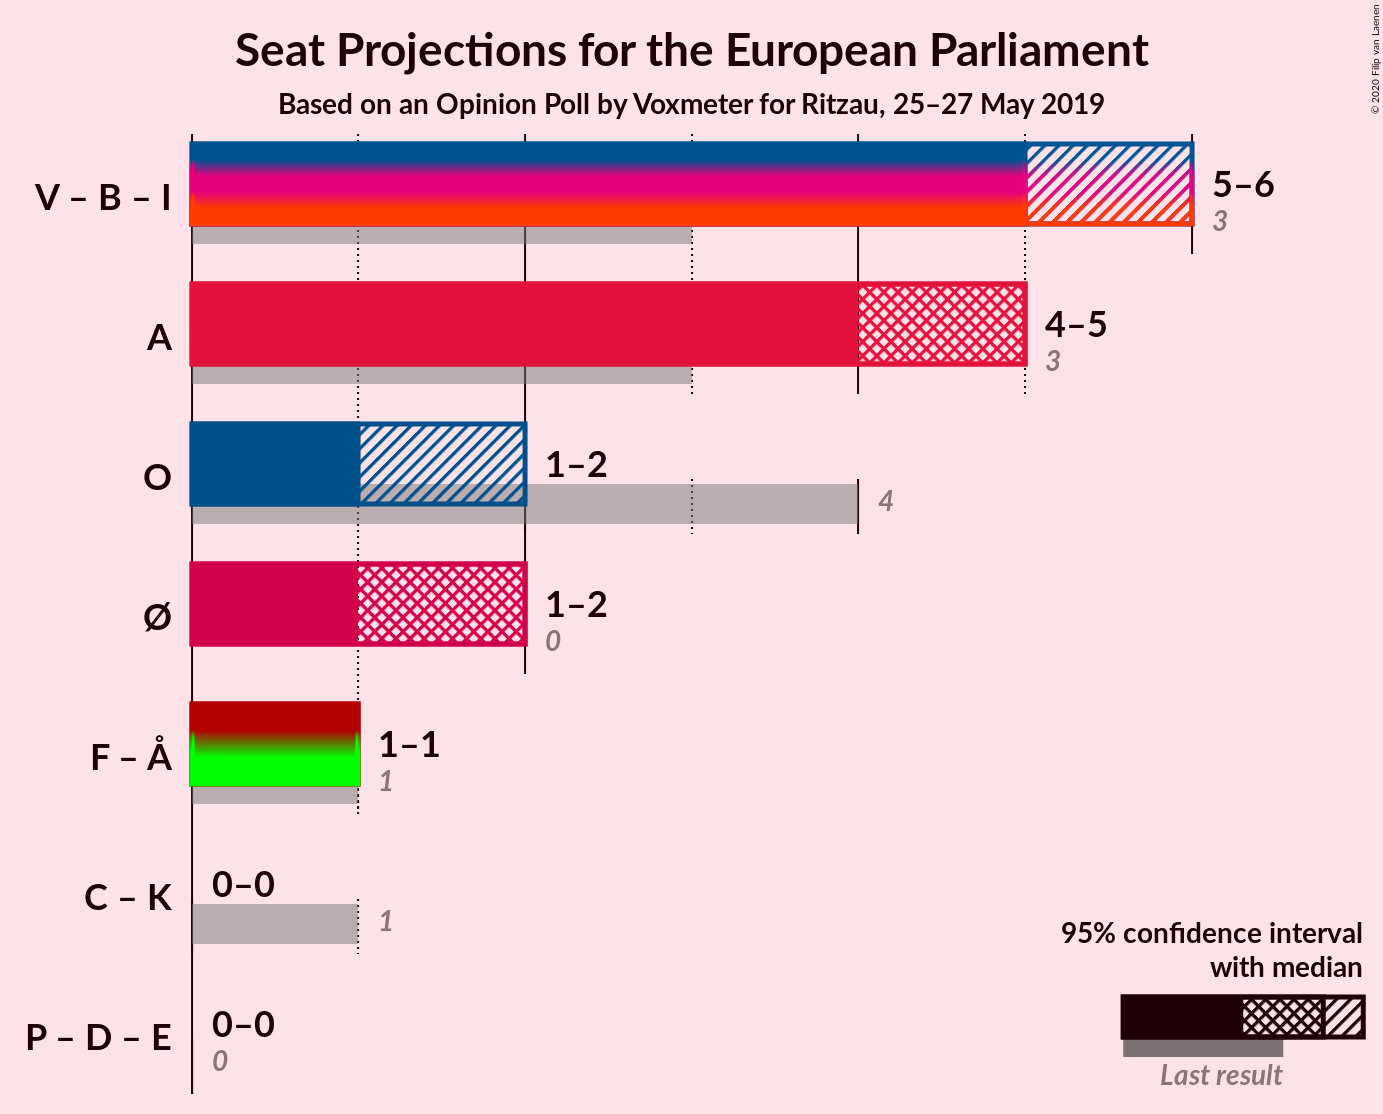 Seat Projections for the European Parliament
Based on an Opinion Poll by Voxmeter for Ritzau, 25–27 May 2019
© 2020 Filip van Laenen
V – B – I
5–6
3
A
4–5
3
O
1–2
4
Ø
1–2
0
F – Å
1–1
1
C – K
0–0
1
P – D – E
0–0
0
95% confidence interval
with median
Last result